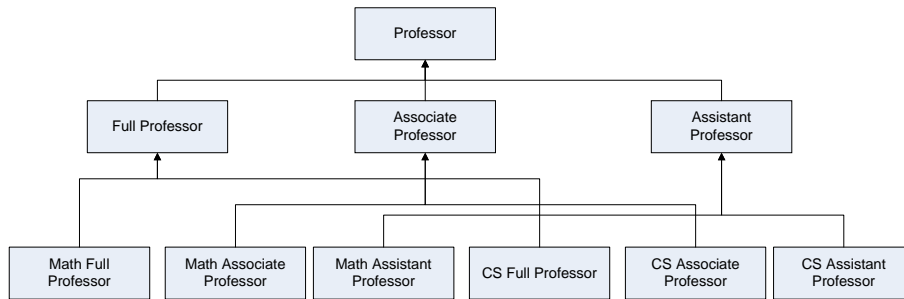 Professor
Full Professor
Associate
Professor
Assistant
Professor
Math Full
Professor
Math Associate
Professor
Math Assistant
Professor
CS Full Professor
CS Associate
Professor
CS Assistant
Professor